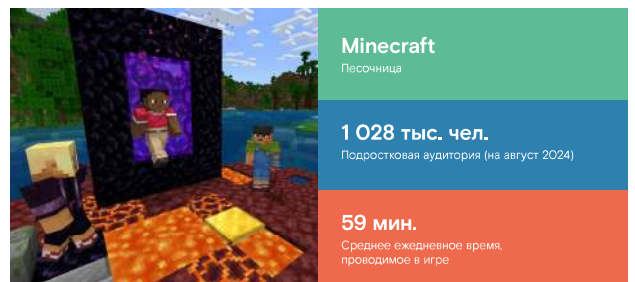 Minecraft
Песочница
1 028 тыс. чел.
Подростковая аудитория (на август 2024)
59 мин.
Среднее ежедневное время,
проводимое в игре